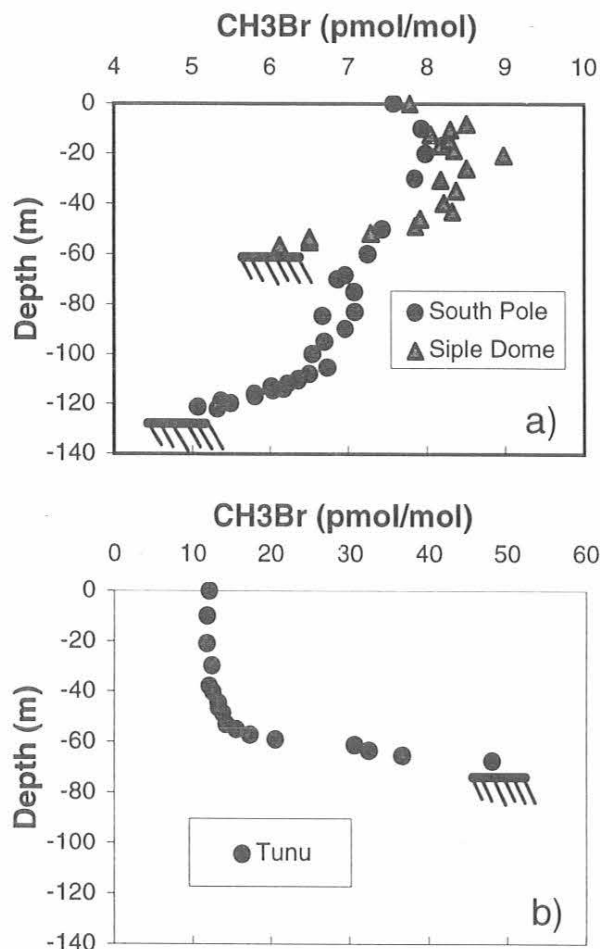 CH3Br (pmol/mol)
4 5 6 7 8 9 10
Depth (m)
0
-20
-40
-60
-80
-100
-120
-140
South Pole
Siple Dome
a)
CH3Br (pmol/mol)
0 10 20 30 40 50 60
Depth (m)
0
-20
-40
-60
-80
-100
-120
-140
Tunu
b)